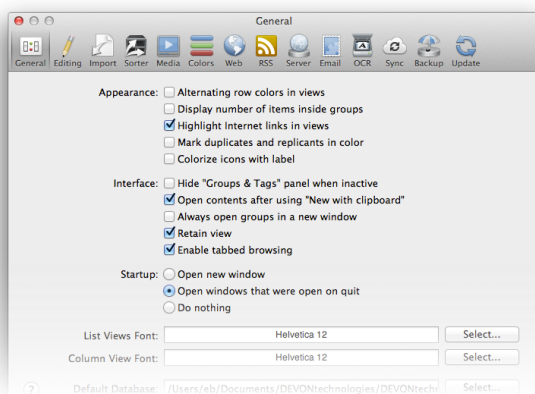 General
General Editing Import Sorter Media Colors Web RSS Server Email OCR Sync Backup Update
Appearance: Alternating row colors in views
Display number of items inside groups
Highlight Internet links in views
Mark duplicates and replicants in color
Colorize icons with label
Interface: Hide "Groups & Tags" panel when inactive
Open contents after using "New with clipboard"
Always open groups in a new window
Retain view
Enable tabbed browsing
Startup: Open new window
Open windows that were open on quit
Do nothing
List Views Font: Helvetica 12 Select...
Column View Font: Helvetica 12 Select...
? Default Database: /Users/eb/Documents/DEVONtechnologies/DEVONtech Select...